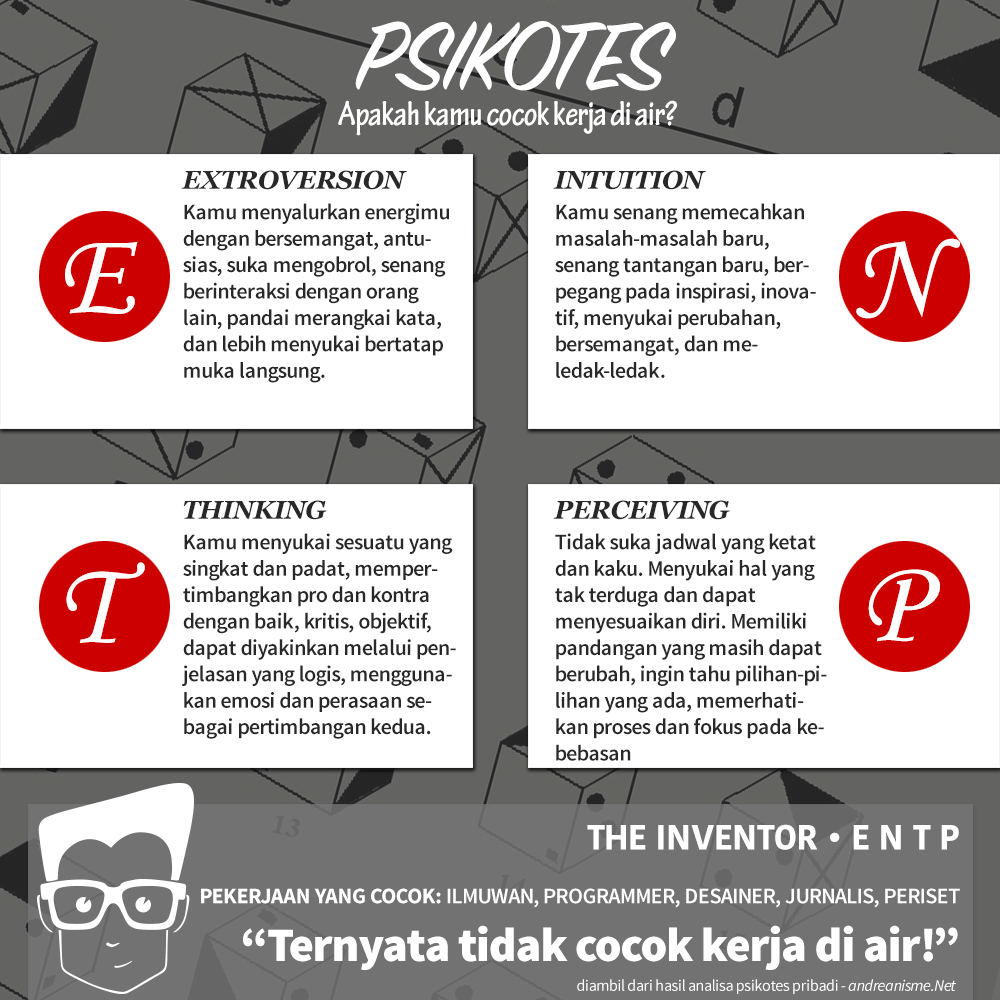 PSIKOTES
Apakah kamu cocok kerja di air?
d
EXTROVERSION
Kamu menyalurkan energimu
dengan bersemangat, antu-
sias, suka mengobrol, senang
berinteraksi dengan orang
lain, pandai merangkai kata,
dan lebih menyukai bertatap
muka langsung.
E
INTUITION
Kamu senang memecahkan
masalah-masalah baru,
senang tantangan baru, ber-
pegang pada inspirasi, inova-
tif, menyukai perubahan,
bersemangat, dan me-
ledak-ledak.
N
THINKING
Kamu menyukai sesuatu yang
singkat dan padat, memper-
timbangkan pro dan kontra
dengan baik, kritis, objektif,
dapat diyakinkan melalui pen-
jelasan yang logis, mengguna-
kan emosi dan perasaan se-
bagai pertimbangan kedua.
T
PERCEIVING
Tidak suka jadwal yang ketat
dan kaku. Menyukai hal yang
tak terduga dan dapat
menyesuaikan diri. Memiliki
pandangan yang masih dapat
berubah, ingin tahu pilihan-pi-
lihan yang ada, memerhati-
kan proses dan fokus pada ke-
bebasan
P
13
THE INVENTOR • E N T P
PEKERJAAN YANG COCOK: ILMUWAN, PROGRAMMER, DESAINER, JURNALIS, PERISET
“Ternyata tidak cocok kerja di air!”
diambil dari hasil analisa psikotes pribadi - andreanisme.Net